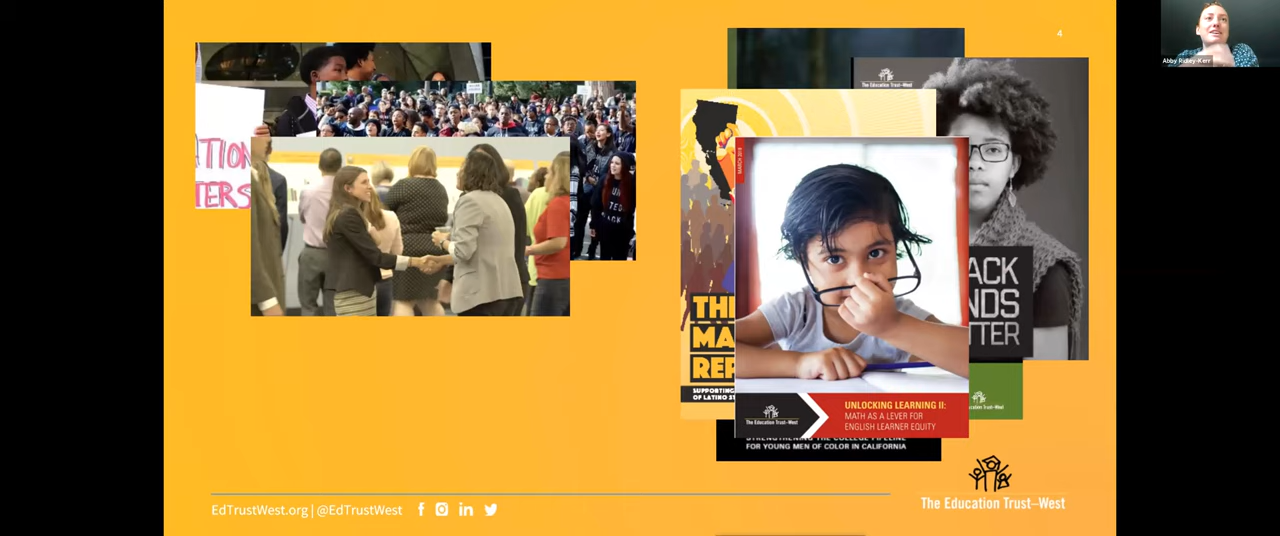 4
Abby Ridley-Kerr
The Education Trust—West
ATION
TERS
MARCH 2018
ACK
NDS
TTER
THE
MA
REP
SUPPORTING
OF LATINO ST
UNLOCKING LEARNING II:
MATH AS A LEVER FOR
ENGLISH LEARNER EQUITY
The Education Trust—West
STRENGTHENING THE COLLEGE PIPELINE
FOR YOUNG MEN OF COLOR IN CALIFORNIA
The Education Trust—West
EdTrustWest.org | @EdTrustWest